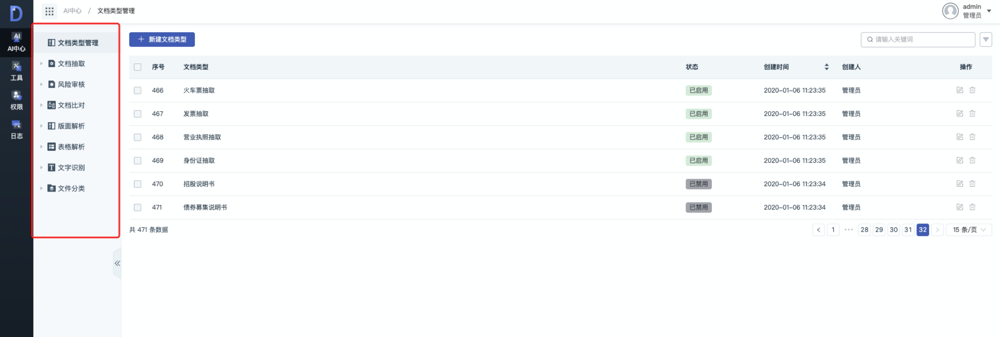 AI中心 / 文档类型管理
admin
管理员
AI
AI中心
工具
权限
日志
文档类型管理
文档抽取
风险审核
文档比对
版面解析
表格解析
文字识别
文件分类
+ 新建文档类型
请输入关键词
序号 文档类型 状态 创建时间 创建人 操作
466 火车票抽取 已启用 2020-01-06 11:23:35 管理员
467 发票抽取 已启用 2020-01-06 11:23:35 管理员
468 营业执照抽取 已启用 2020-01-06 11:23:35 管理员
469 身份证抽取 已启用 2020-01-06 11:23:35 管理员
470 招股说明书 已禁用 2020-01-06 11:23:34 管理员
471 债券募集说明书 已禁用 2020-01-06 11:23:34 管理员
共 471 条数据
< 1 ••• 28 29 30 31 32 > 15 条/页